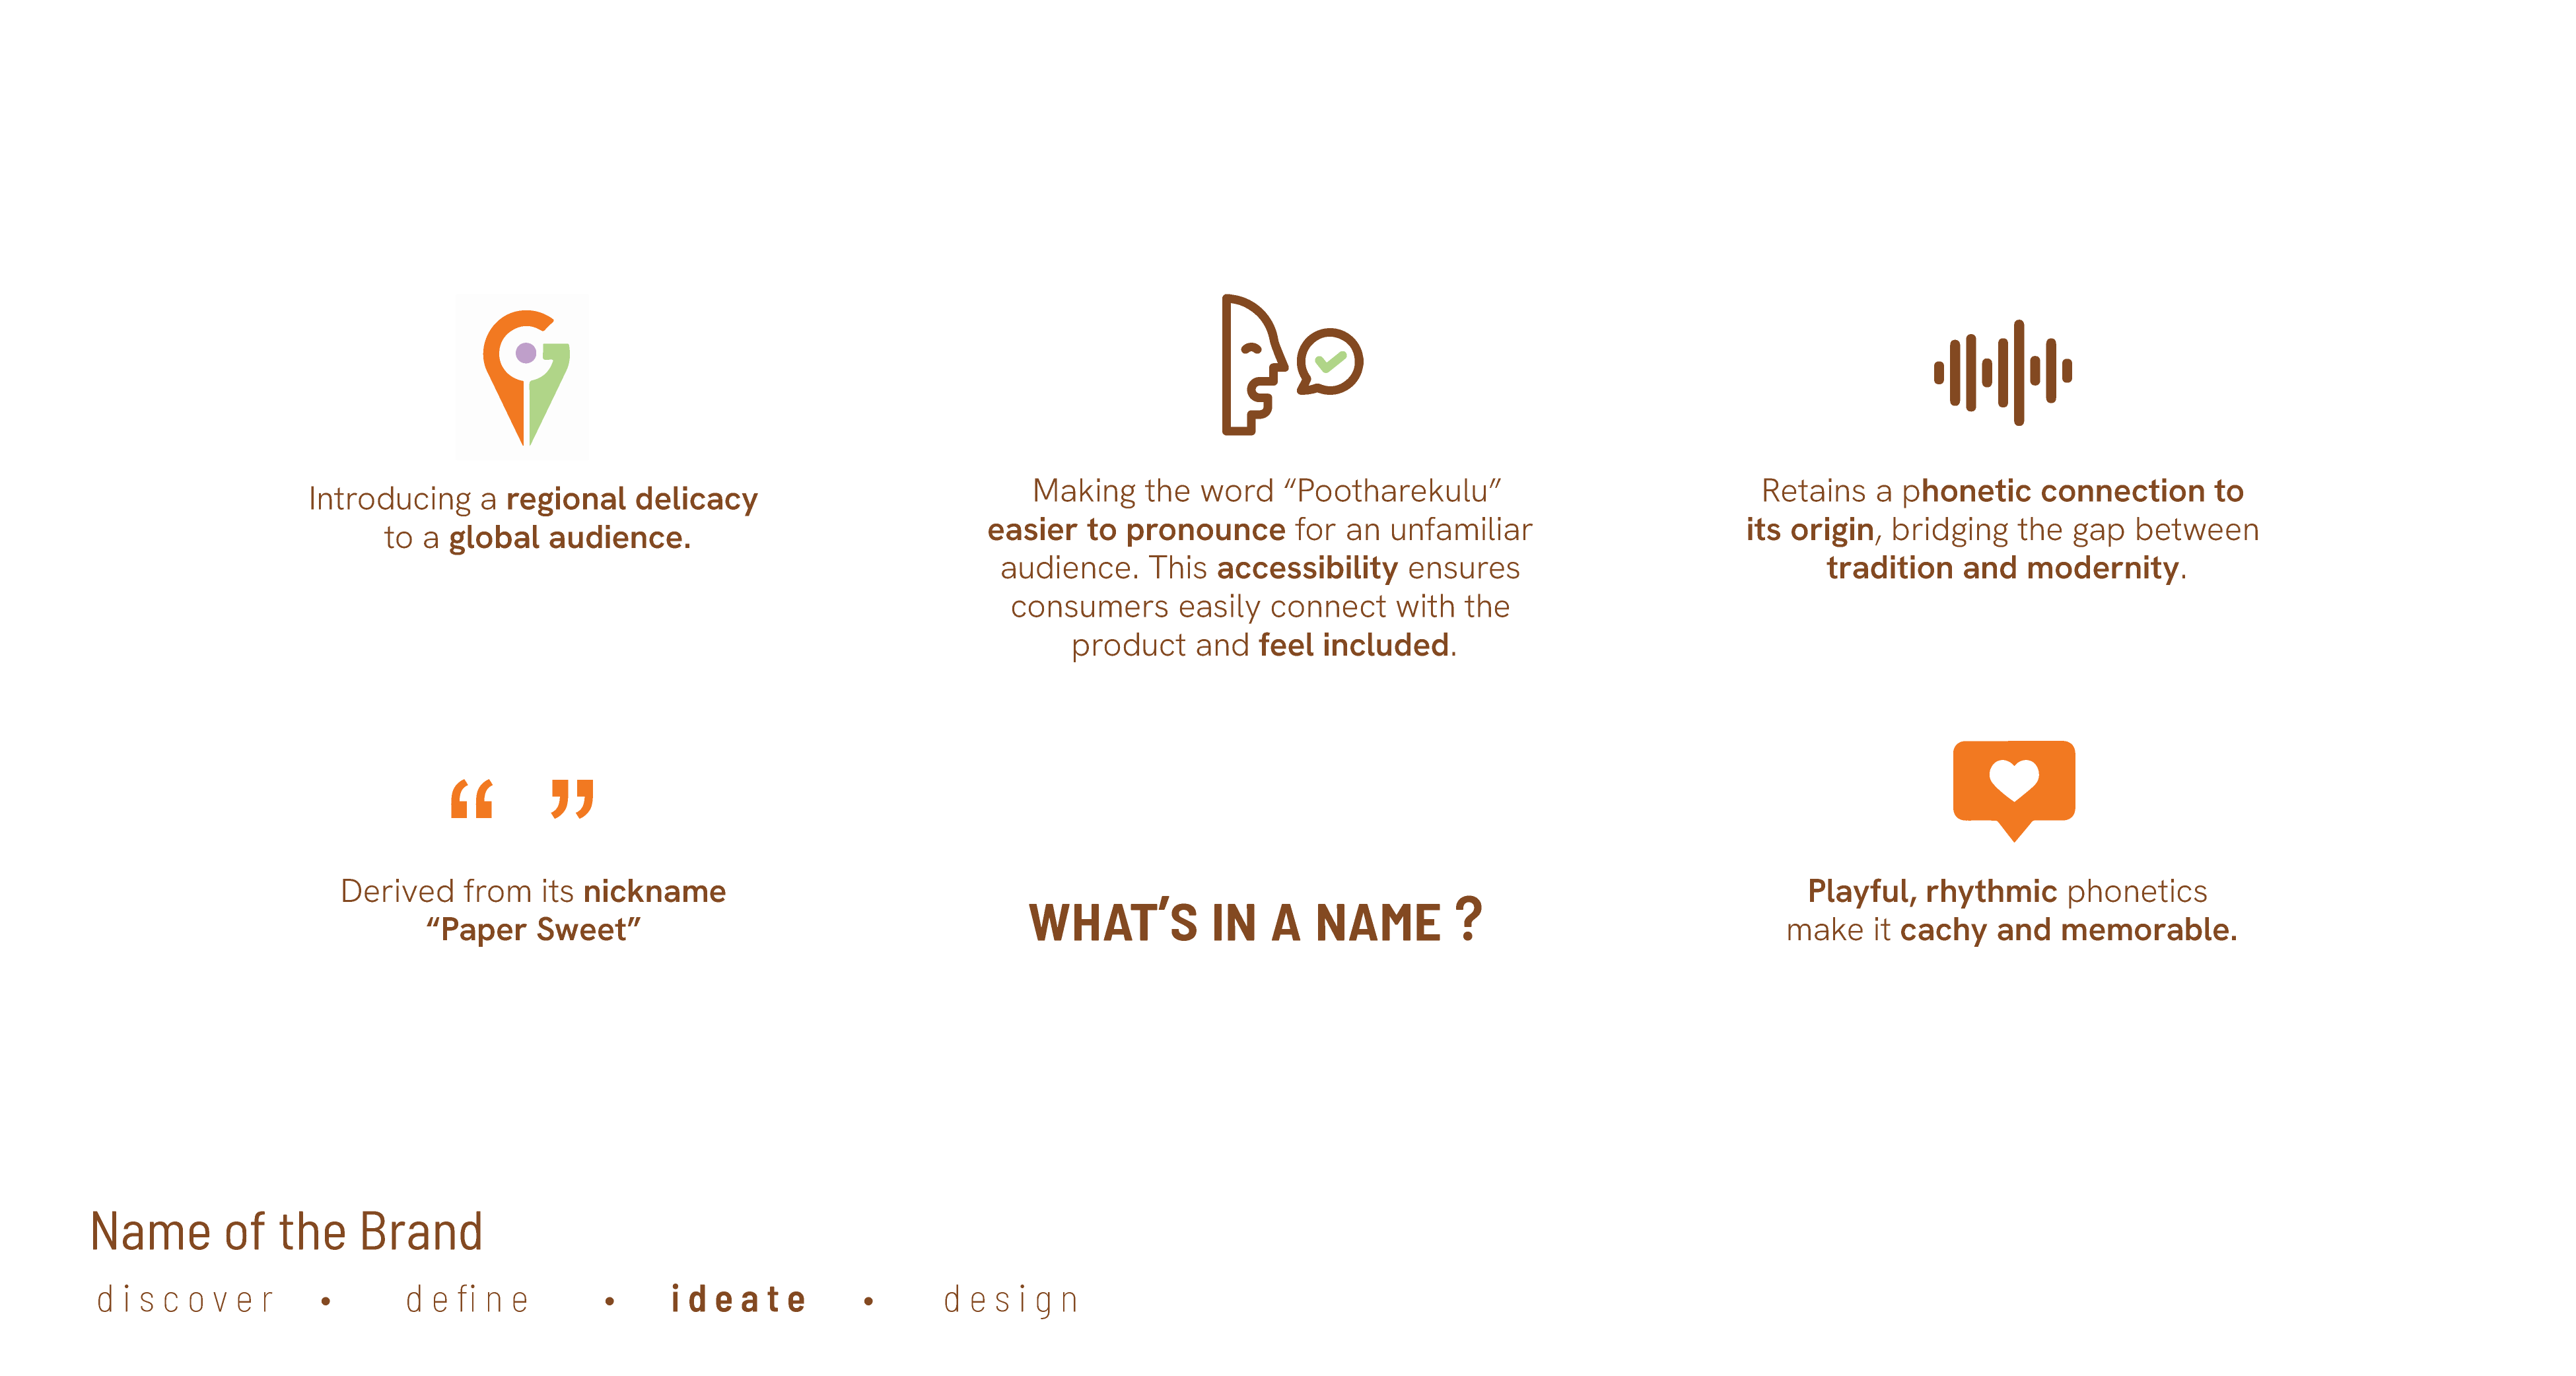 Introducing a regional delicacy
to a global audience.
Making the word “Pootharekulu”
easier to pronounce for an unfamiliar
audience. This accessibility ensures
consumers easily connect with the
product and feel included.
Retains a phonetic connection to
its origin, bridging the gap between
tradition and modernity.
“ ”
Derived from its nickname
“Paper Sweet”
WHAT’S IN A NAME ?
Playful, rhythmic phonetics
make it cachy and memorable.
Name of the Brand
discover • define • ideate • design